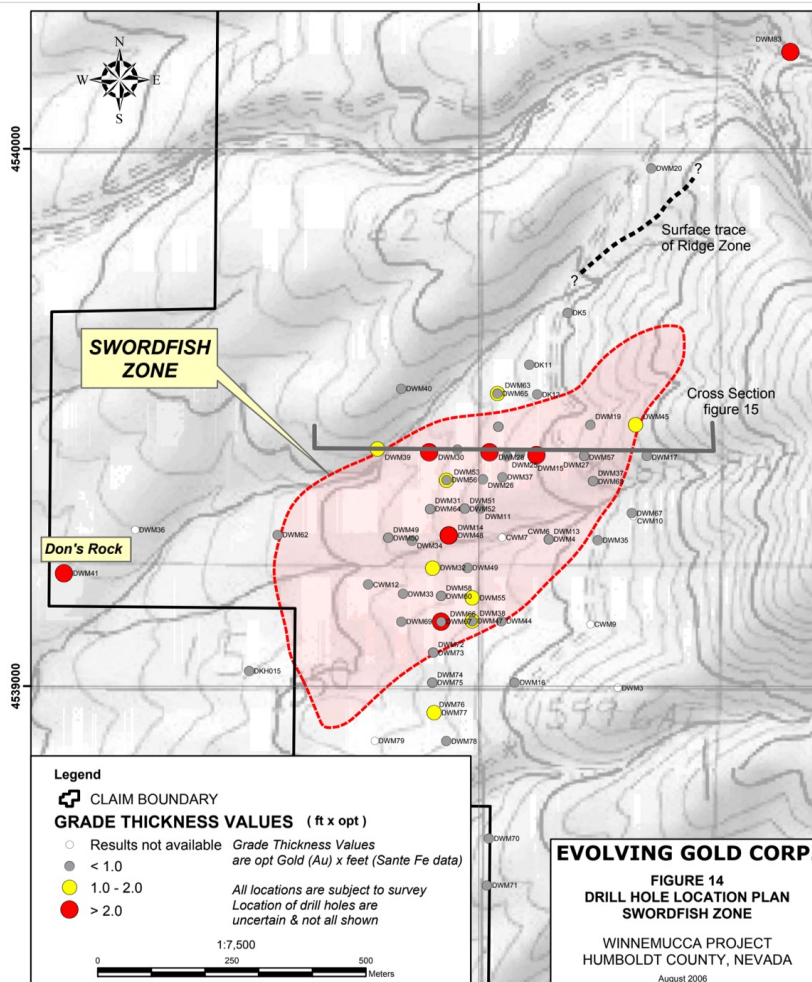 DWM83
N
W
E
S
4540000
DWM20
?
Surface trace
of Ridge Zone
?
DK5
SWORDFISH
ZONE
DK11
DWM63
DWM65
DK12
DWM40
Cross Section
figure 15
DWM19
DWM45
DWM39
DWM30
DWM28
DWM25
DWM15
DWM27
DWM57
DWM17
DWM53
DWM56
DWM37
DWM26
DWM37
DWM68
DWM31
DWM64
DWM51
DWM52
DWM11
DWM67
CWM10
DWM36
DWM62
DWM49
DWM50
DWM34
DWM14
DWM48
CWM7
CWM6
DWM13
DWM4
DWM35
Don's Rock
DWM41
DWM32
DWM49
CWM12
DWM33
DWM58
DWM60
DWM55
DWM69
DWM66
DWM67
DWM38
DWM47
DWM44
CWM9
DWM72
DWM73
DKH015
DWM74
DWM75
DWM16
DWM3
4539000
DWM76
DWM77
DWM79
DWM78
DWM70
DWM71
Legend
CLAIM BOUNDARY
GRADE THICKNESS VALUES ( ft x opt )
Results not available
< 1.0
1.0 - 2.0
> 2.0
Grade Thickness Values
are opt Gold (Au) x feet (Sante Fe data)
All locations are subject to survey
Location of drill holes are
uncertain & not all shown
1:7,500
0 250 500
Meters
EVOLVING GOLD CORP
FIGURE 14
DRILL HOLE LOCATION PLAN
SWORDFISH ZONE
WINNEMUCCA PROJECT
HUMBOLDT COUNTY, NEVADA
August 2006